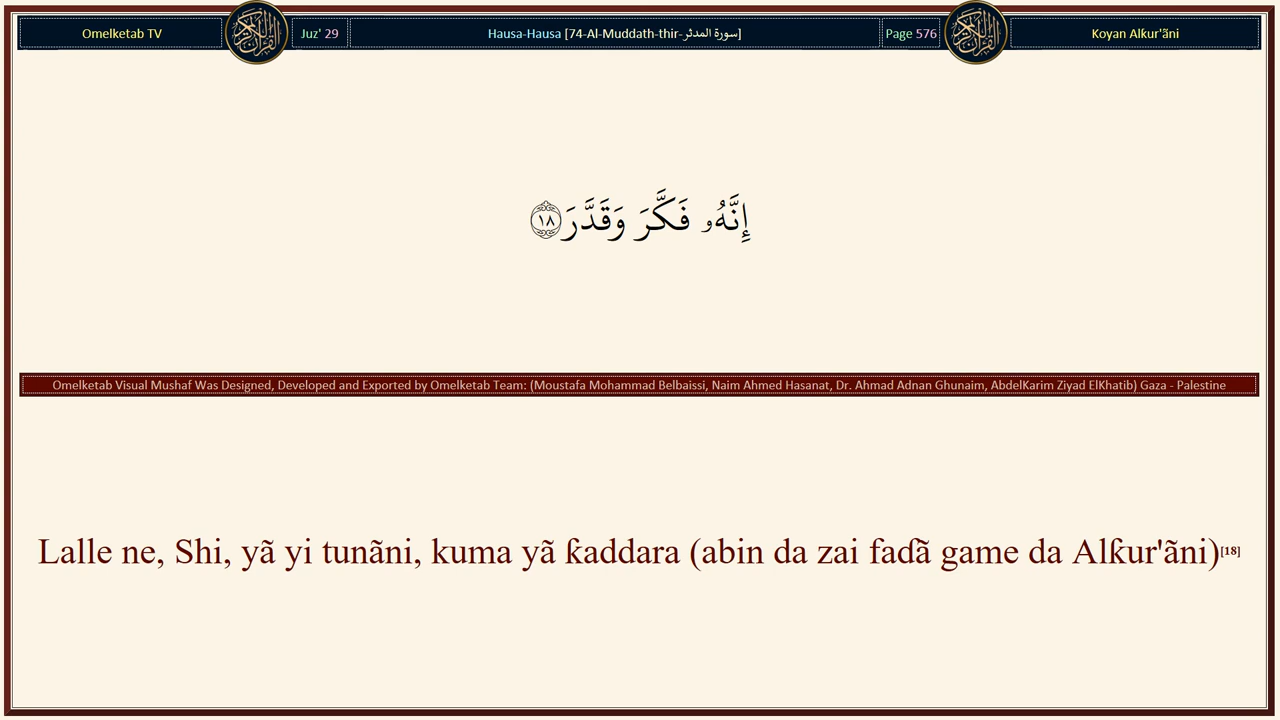 Omelketab TV
Juz' 29
Hausa-Hausa [74-Al-Muddath-thir-سورة المدثر]
Page 576
Koyan Alƙur'ãni
إِنَّهُۥ فَكَّرَ وَقَدَّرَ ١٨
Omelketab Visual Mushaf Was Designed, Developed and Exported by Omelketab Team: (Moustafa Mohammad Belbaissi, Naim Ahmed Hasanat, Dr. Ahmad Adnan Ghunaim, AbdelKarim Ziyad ElKhatib) Gaza - Palestine
Lalle ne, Shi, yã yi tunãni, kuma yã ƙaddara (abin da zai faɗã game da Alƙur'ãni)[18]